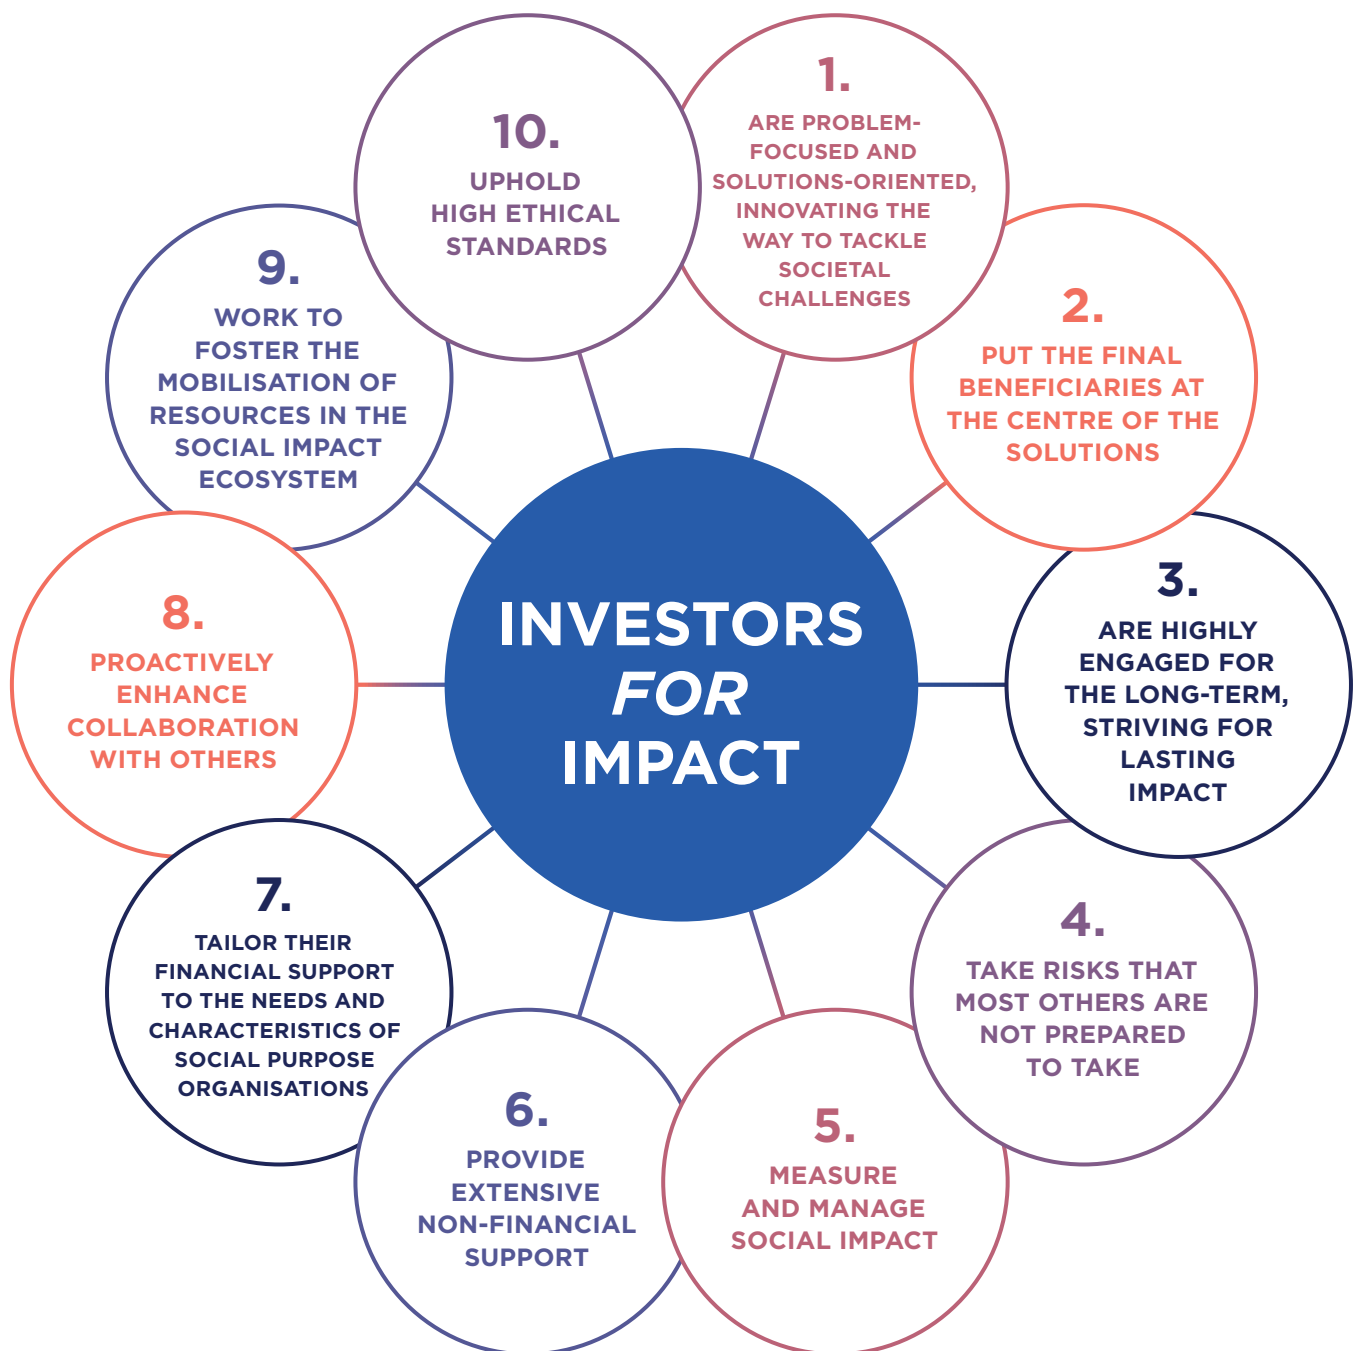 INVESTORS
FOR
IMPACT
1.
ARE PROBLEM-
FOCUSED AND
SOLUTIONS-ORIENTED,
INNOVATING THE
WAY TO TACKLE
SOCIETAL
CHALLENGES
2.
PUT THE FINAL
BENEFICIARIES AT
THE CENTRE OF THE
SOLUTIONS
3.
ARE HIGHLY
ENGAGED FOR
THE LONG-TERM,
STRIVING FOR
LASTING
IMPACT
4.
TAKE RISKS THAT
MOST OTHERS ARE
NOT PREPARED
TO TAKE
5.
MEASURE
AND MANAGE
SOCIAL IMPACT
6.
PROVIDE
EXTENSIVE
NON-FINANCIAL
SUPPORT
7.
TAILOR THEIR
FINANCIAL SUPPORT
TO THE NEEDS AND
CHARACTERISTICS OF
SOCIAL PURPOSE
ORGANISATIONS
8.
PROACTIVELY
ENHANCE
COLLABORATION
WITH OTHERS
9.
WORK TO
FOSTER THE
MOBILISATION OF
RESOURCES IN THE
SOCIAL IMPACT
ECOSYSTEM
10.
UPHOLD
HIGH ETHICAL
STANDARDS